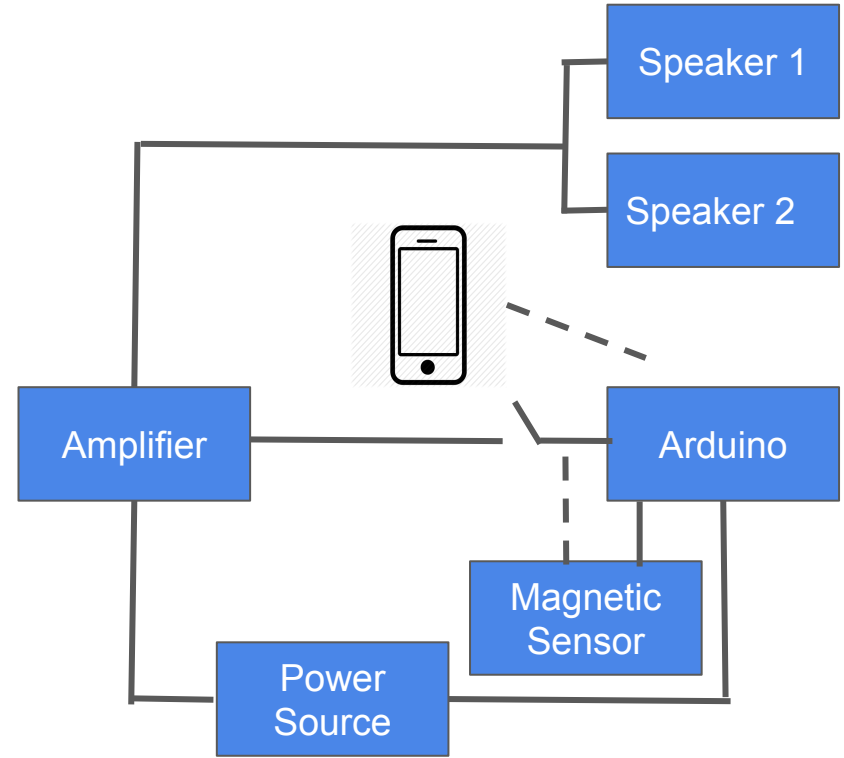 Speaker 1
Speaker 2
Amplifier
Arduino
Magnetic
Sensor
Power
Source